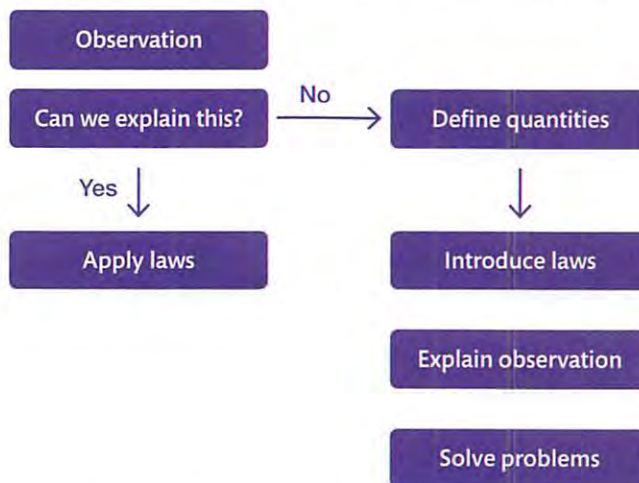 Observation
Can we explain this?
No
Define quantities
Yes
Apply laws
Introduce laws
Explain observation
Solve problems